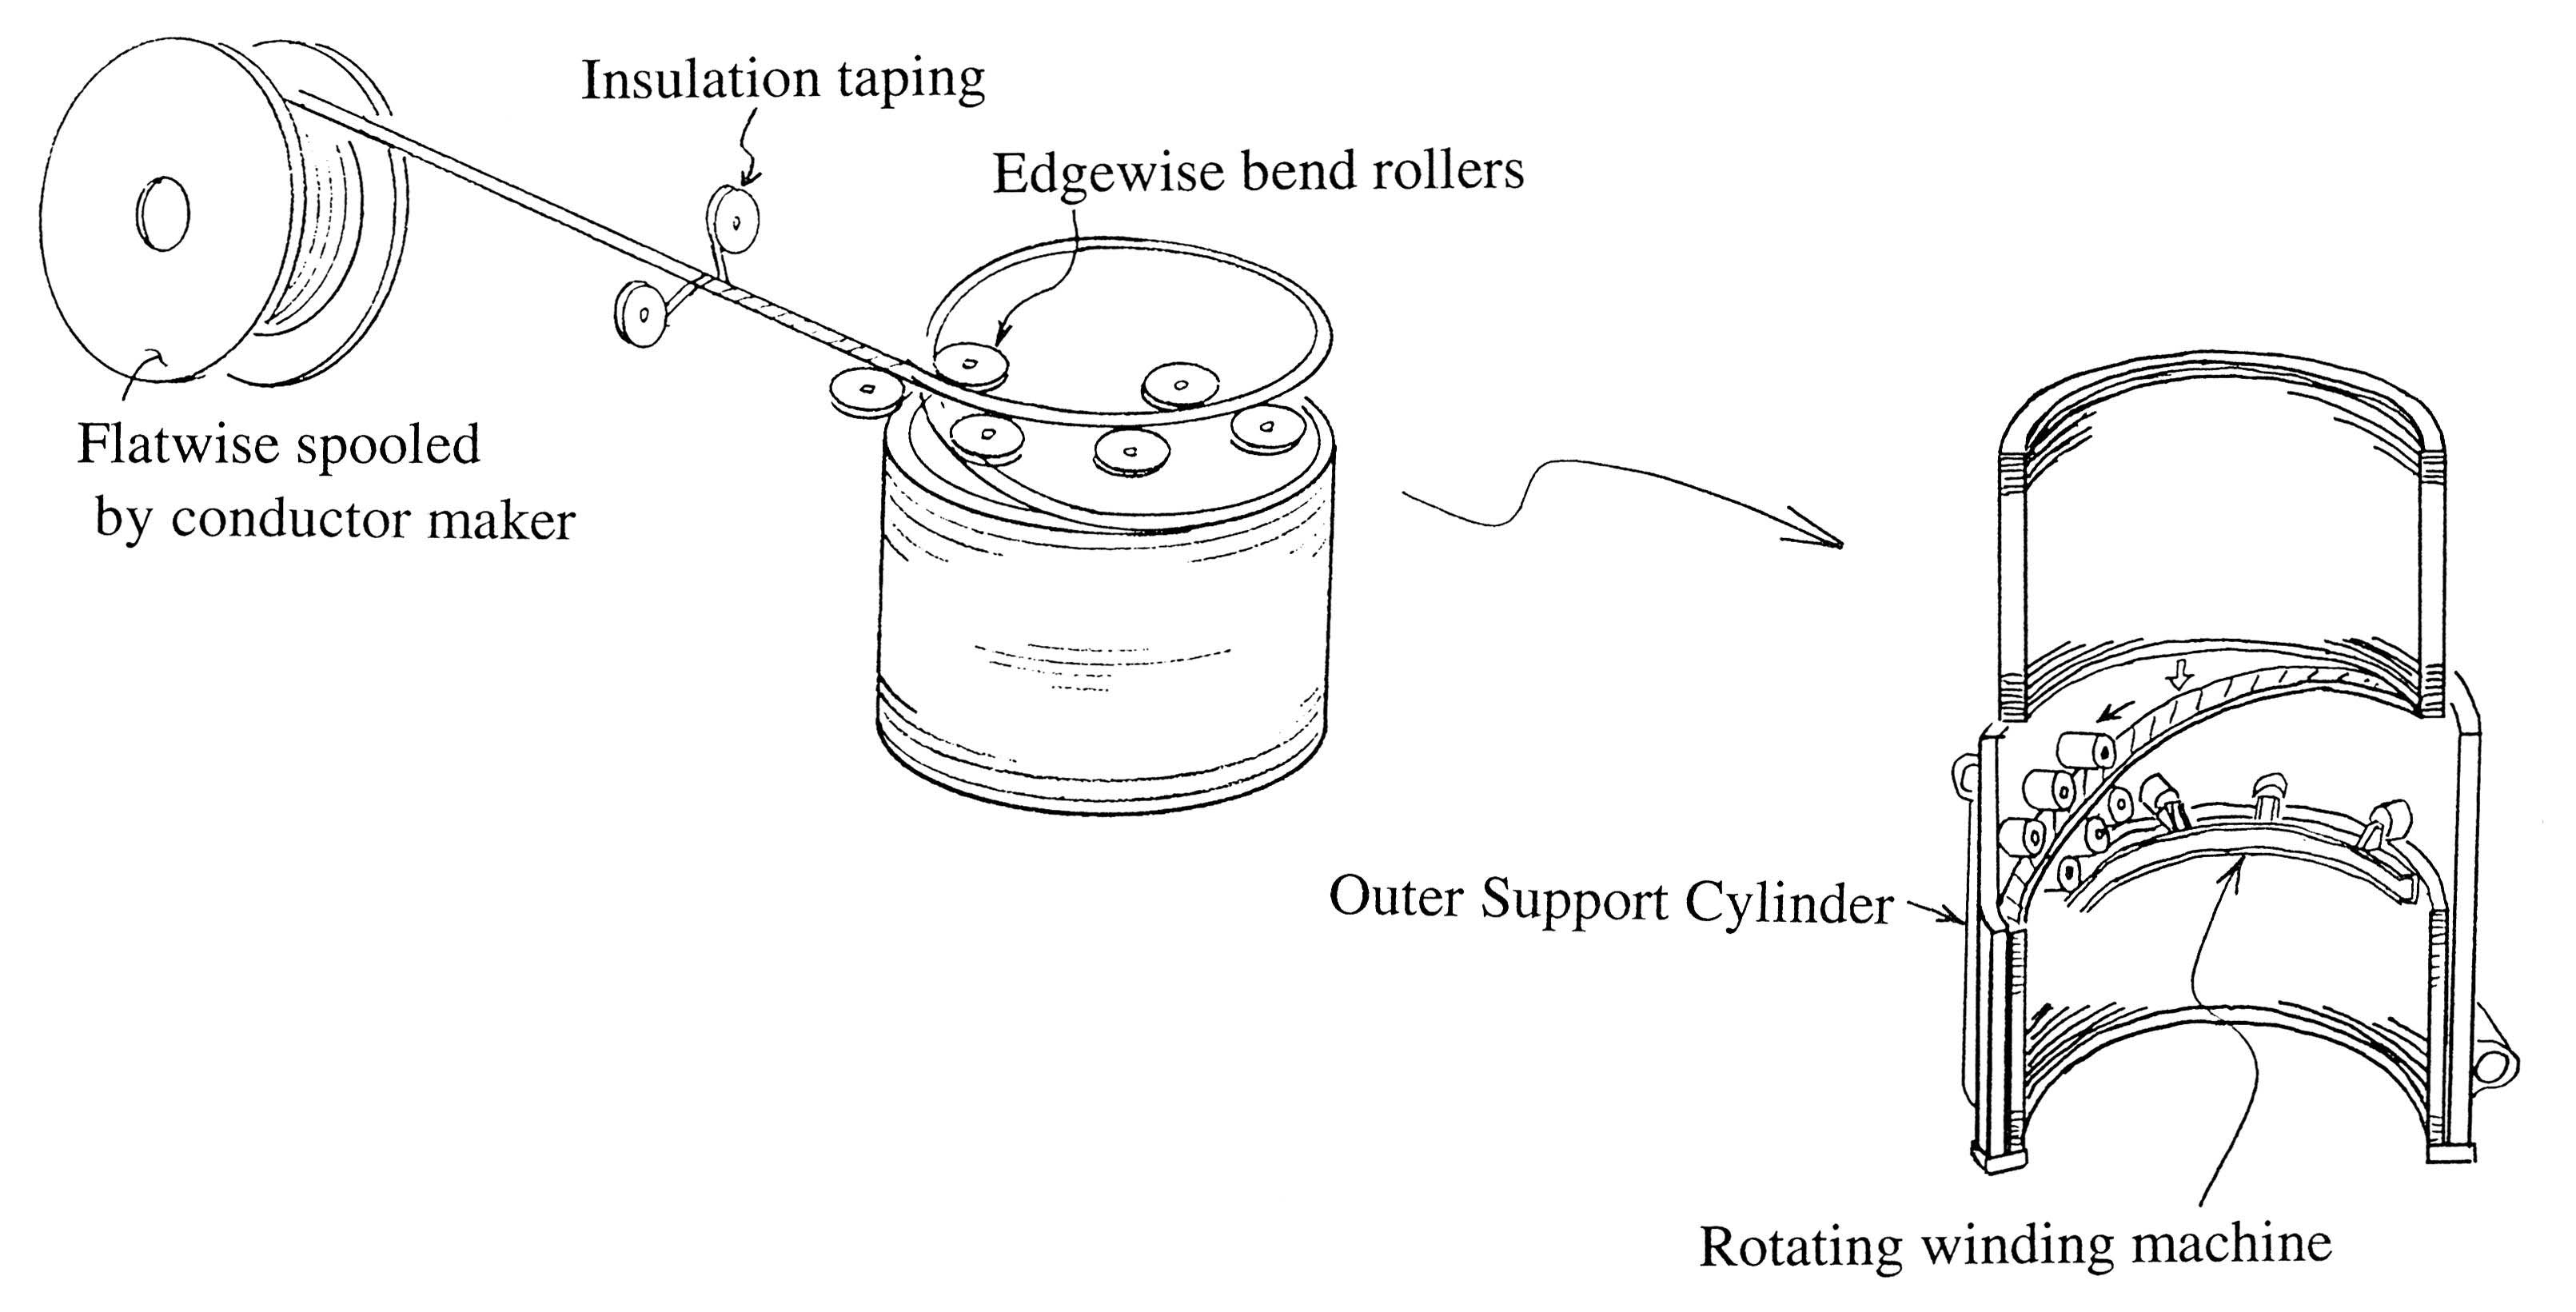 Insulation taping
Edgewise bend rollers
Flatwise spooled
by conductor maker
Outer Support Cylinder
Rotating winding machine